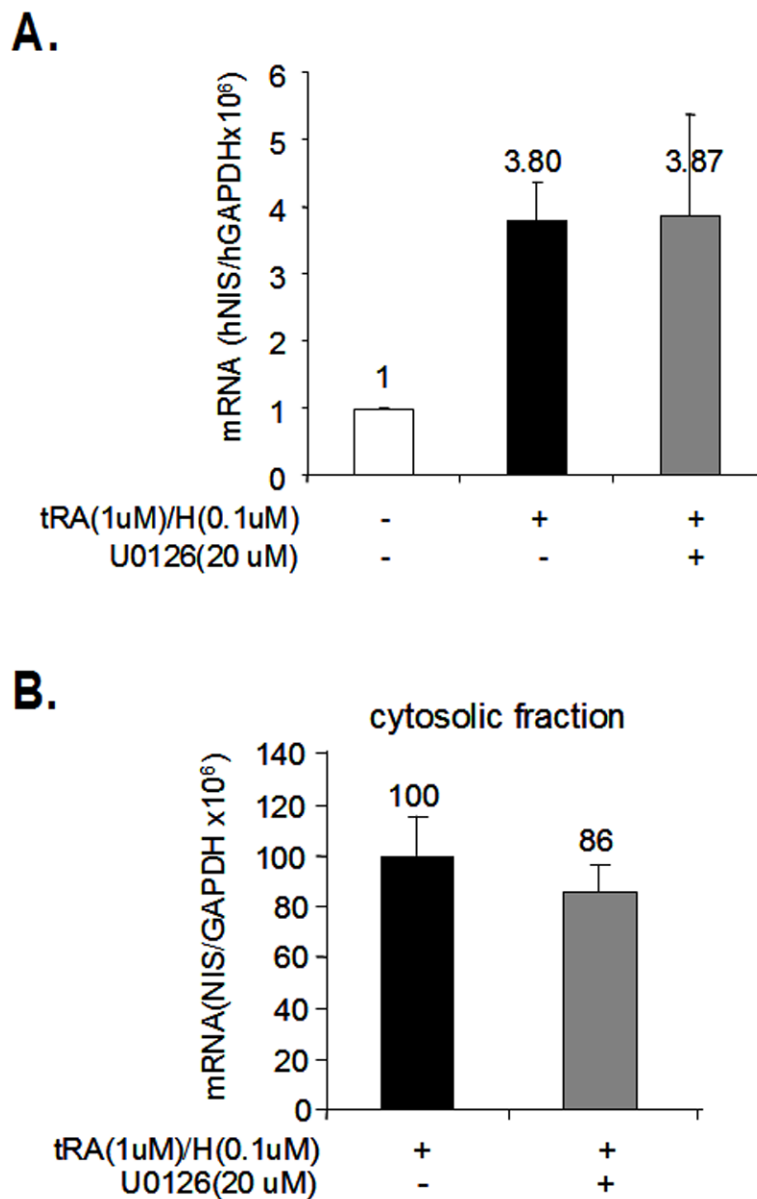 A.
mRNA (hNIS/hGAPDHx10⁶)
6
5
4
3
2
1
0
1
3.80
3.87
tRA(1uM)/H(0.1uM) - + +
U0126(20 uM) - - +
B.
cytosolic fraction
mRNA(NIS/GAPDH x10⁶)
140
120
100
80
60
40
20
0
100
86
tRA(1uM)/H(0.1uM) + +
U0126(20 uM) - +